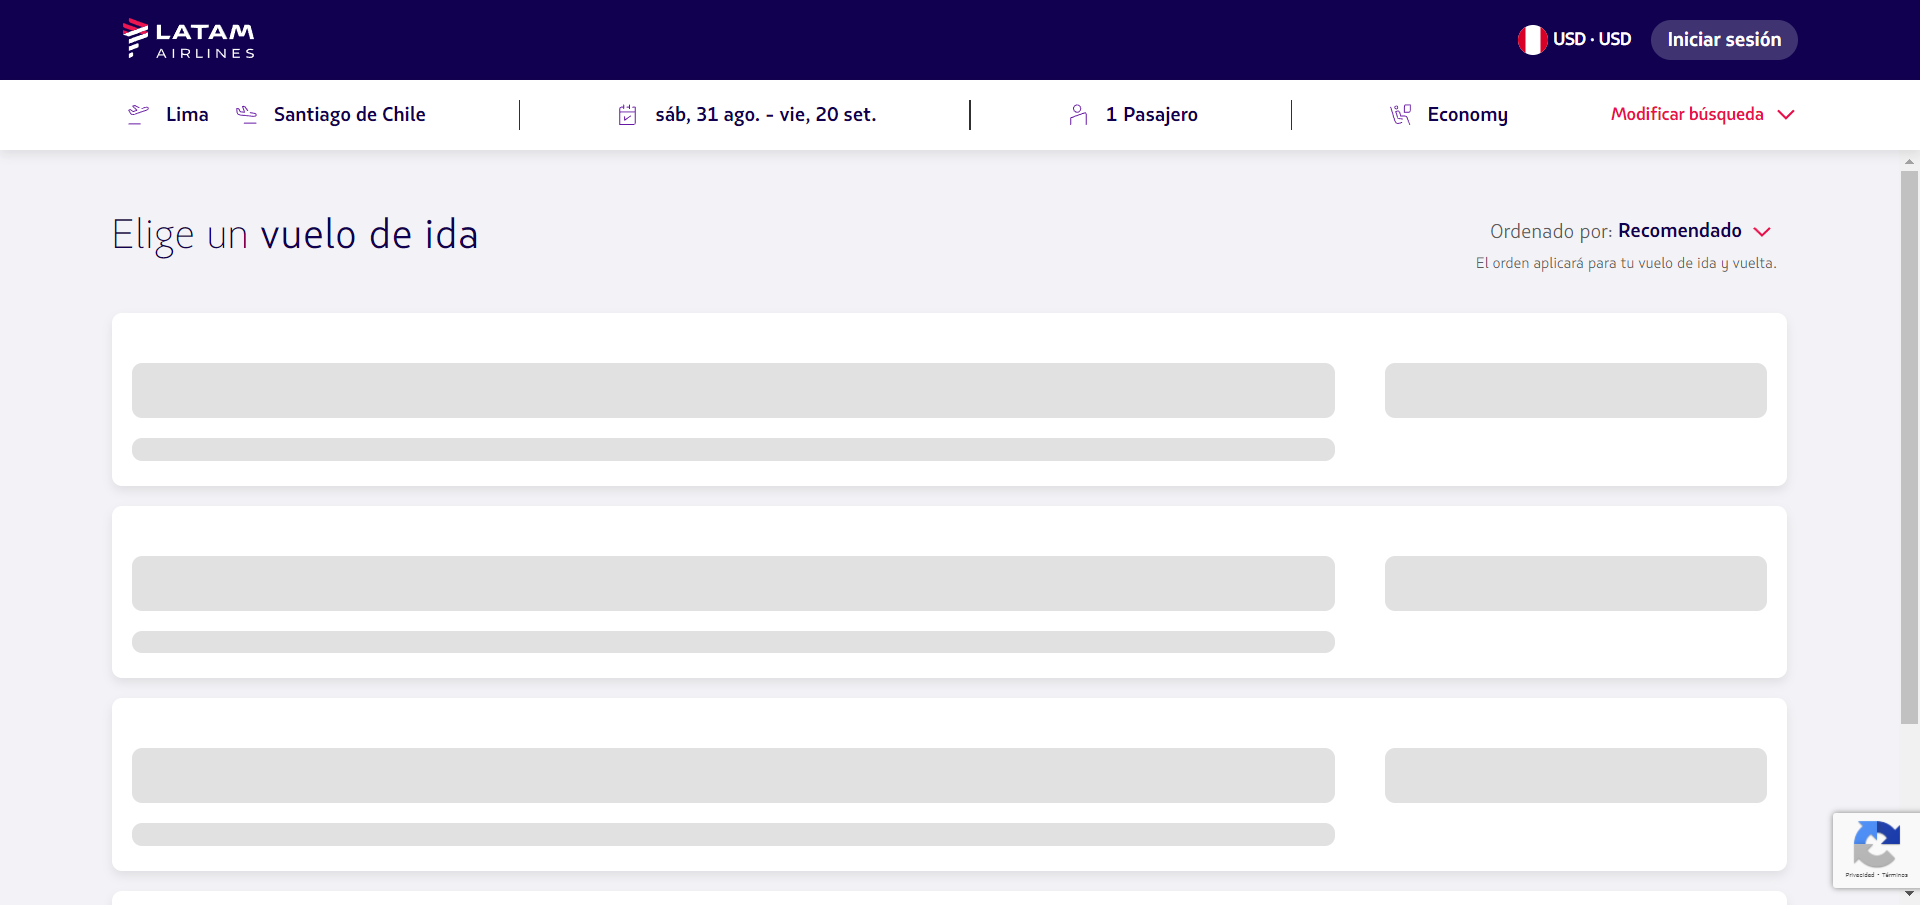 LATAM
AIRLINES
USD · USD
Iniciar sesión
Lima
Santiago de Chile
sáb, 31 ago. - vie, 20 set.
1 Pasajero
Economy
Modificar búsqueda
Elige un vuelo de ida
Ordenado por: Recomendado
El orden aplicará para tu vuelo de ida y vuelta.
Privacidad - Términos